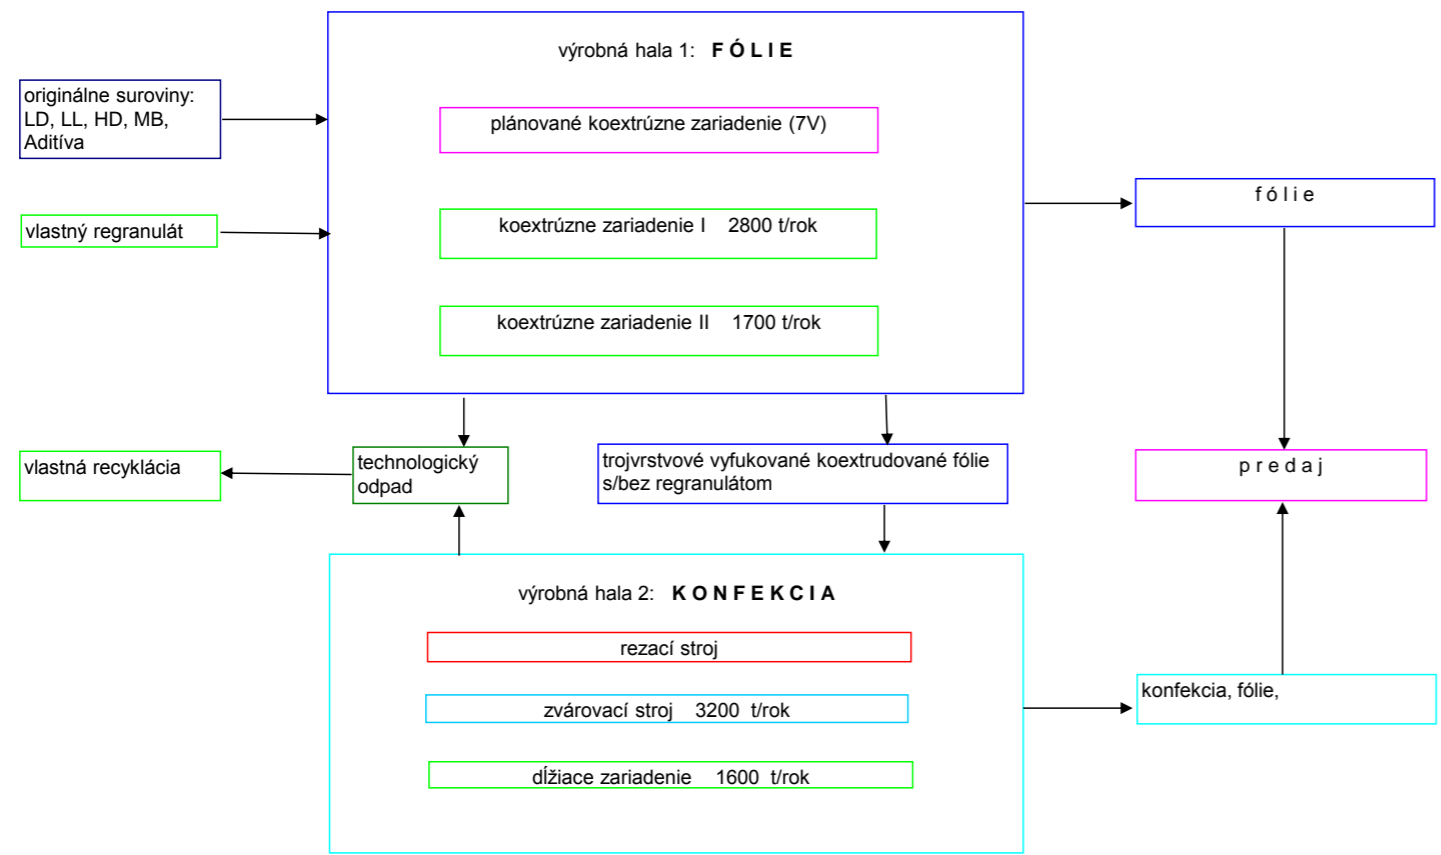 výrobná hala 1: F Ó L I E
originálne suroviny:
LD, LL, HD, MB,
Aditíva
plánované koextrúzne zariadenie (7V)
vlastný regranulát
koextrúzne zariadenie I 2800 t/rok
koextrúzne zariadenie II 1700 t/rok
f ó l i e
vlastná recyklácia
technologický
odpad
trojvrstvové vyfukované koextrudované fólie
s/bez regranulátom
p r e d a j
výrobná hala 2: K O N F E K C I A
rezací stroj
zvárovací stroj 3200 t/rok
dĺžiace zariadenie 1600 t/rok
konfekcia, fólie,